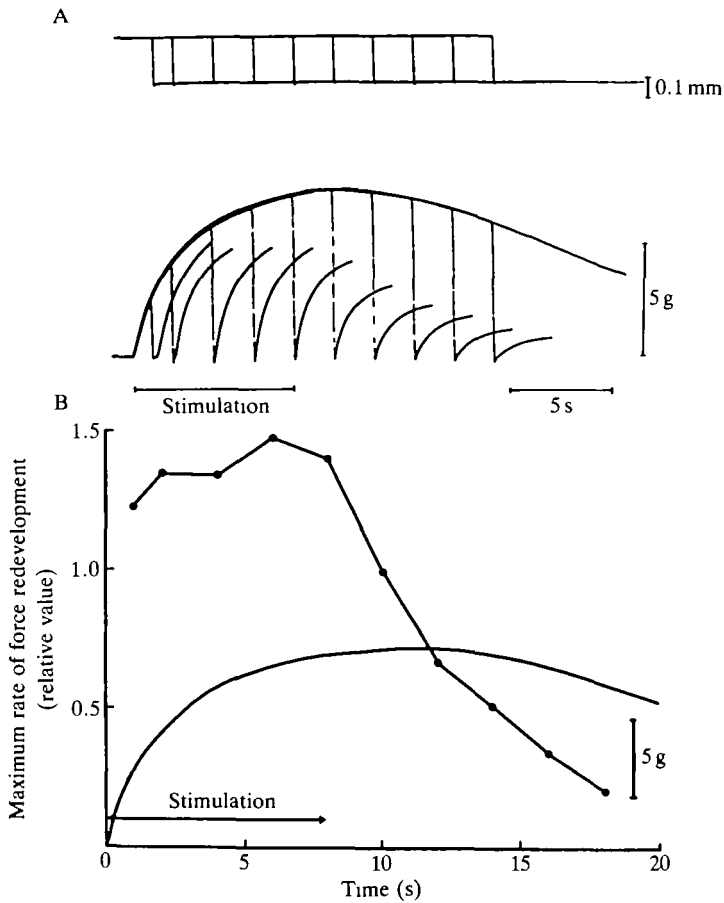 A
0.1 mm
5 g
Stimulation
5 s
B
Maximum rate of force redevelopment
(relative value)
1.5
1.0
0.5
5 g
Stimulation
0
5
10
15
20
Time (s)